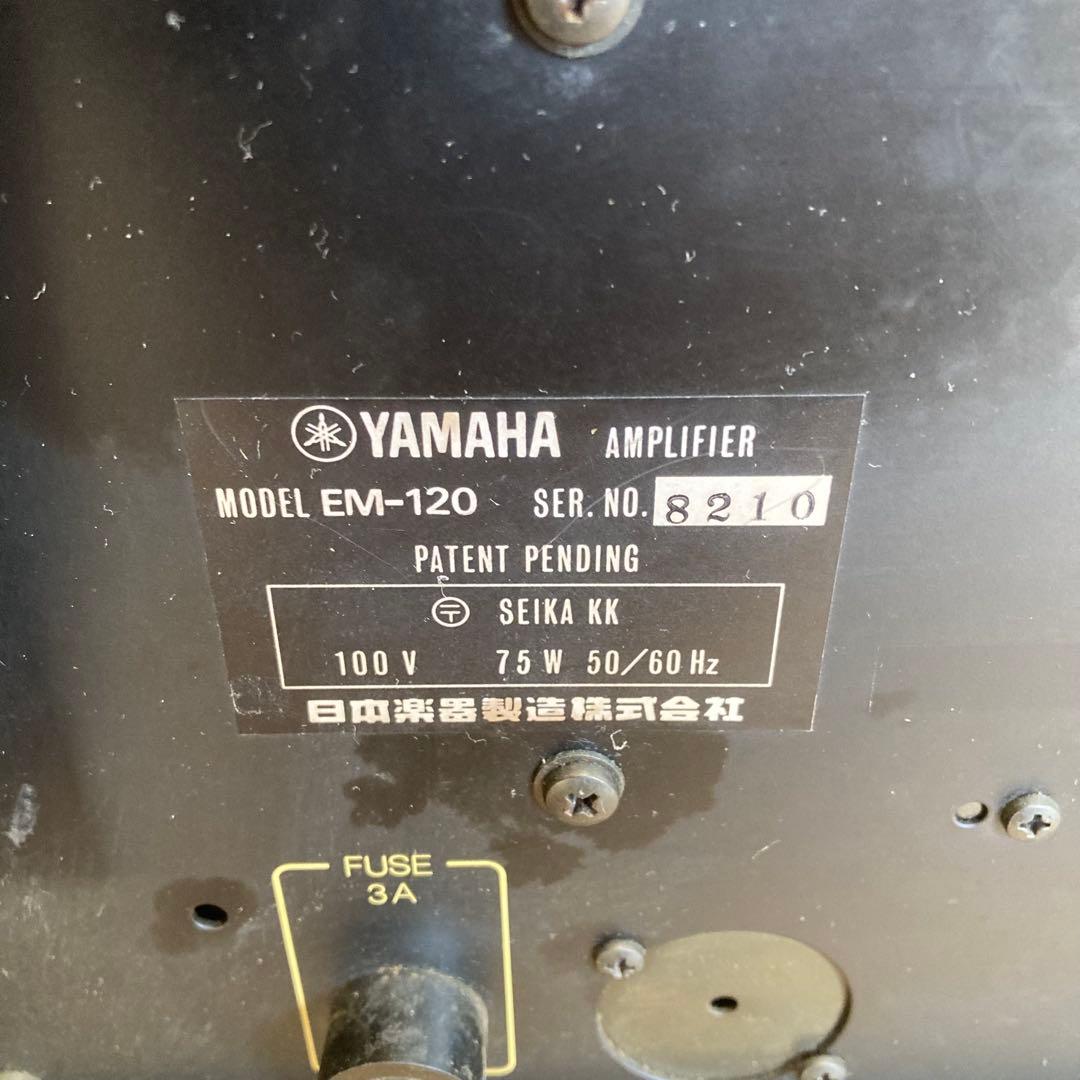 YAMAHA AMPLIFIER
MODEL EM-120 SER. NO. 8210
PATENT PENDING
〶 SEIKA KK
100 V 75 W 50/60 Hz
日本楽器製造株式会社
FUSE
3A